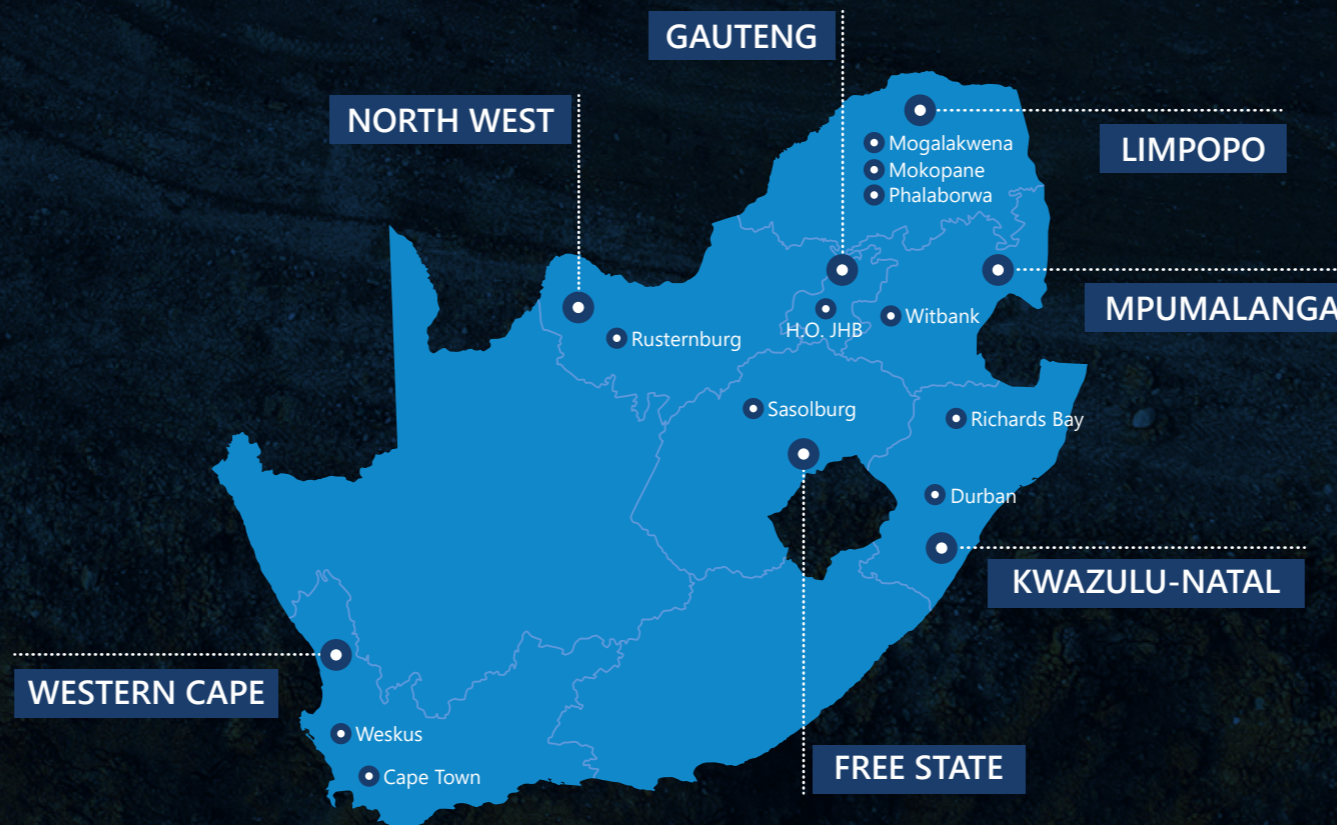 GAUTENG
NORTH WEST
LIMPOPO
Mogalakwena
Mokopane
Phalaborwa
MPUMALANGA
Rusternburg
H.O. JHB
Witbank
Sasolburg
Richards Bay
Durban
KWAZULU-NATAL
WESTERN CAPE
Weskus
Cape Town
FREE STATE